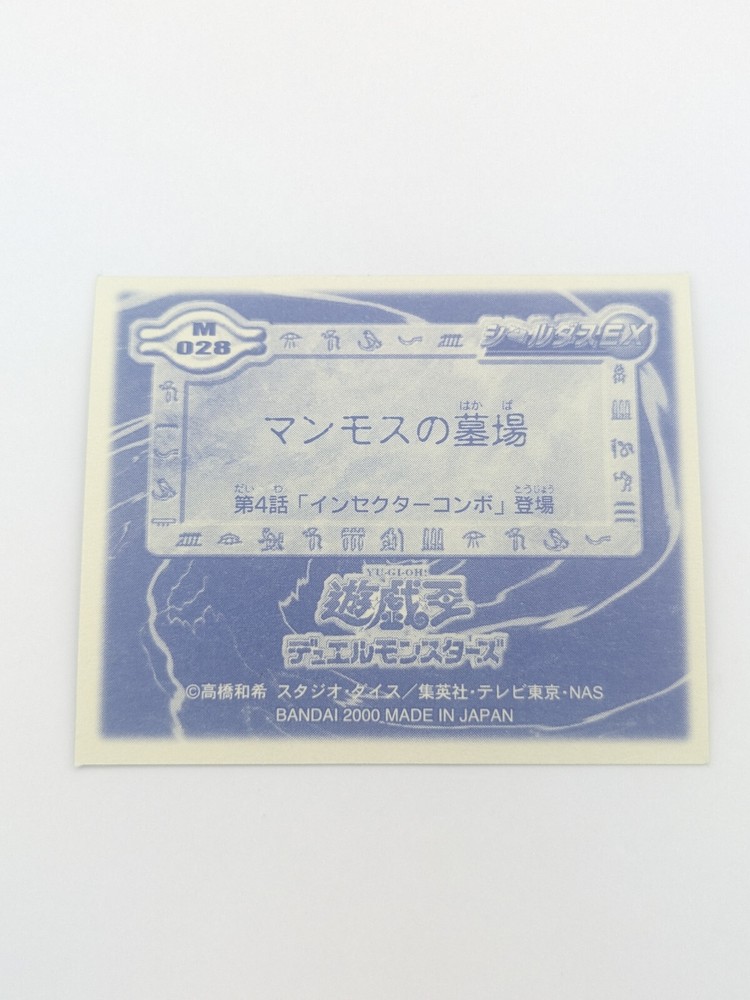 M
028
シールダスEX
マンモスの墓場
はかば
第4話「インセクターコンボ」登場
だいわ
とうじょう
YU-GI-OH!
遊戯王
デュエルモンスターズ
©高橋和希 スタジオ・ダイス／集英社・テレビ東京・NAS
BANDAI 2000 MADE IN JAPAN